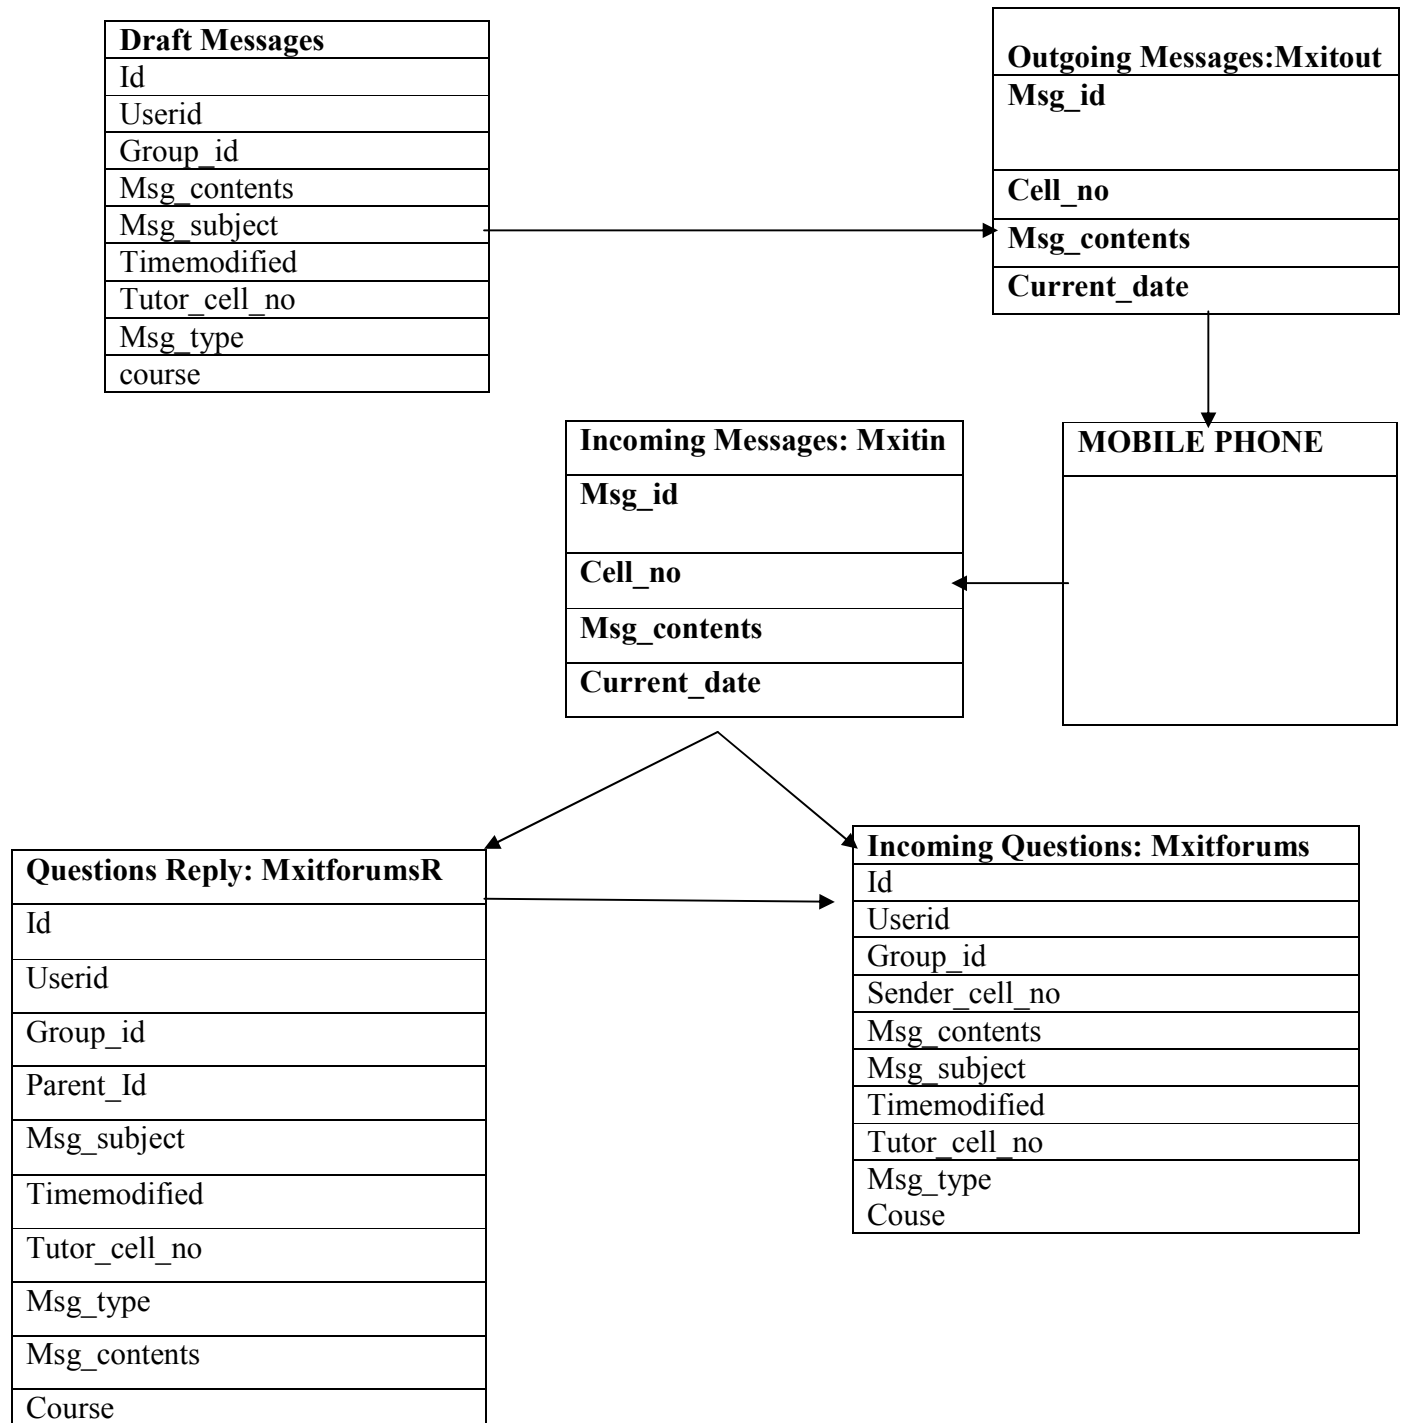 Draft Messages
Id
Userid
Group_id
Msg_contents
Msg_subject
Timemodified
Tutor_cell_no
Msg_type
course
Outgoing Messages:Mxitout
Msg_id
Cell_no
Msg_contents
Current_date
Incoming Messages: Mxitin
Msg_id
Cell_no
Msg_contents
Current_date
MOBILE PHONE
Questions Reply: MxitforumsR
Id
Userid
Group_id
Parent_Id
Msg_subject
Timemodified
Tutor_cell_no
Msg_type
Msg_contents
Course
Incoming Questions: Mxitforums
Id
Userid
Group_id
Sender_cell_no
Msg_contents
Msg_subject
Timemodified
Tutor_cell_no
Msg_type
Couse